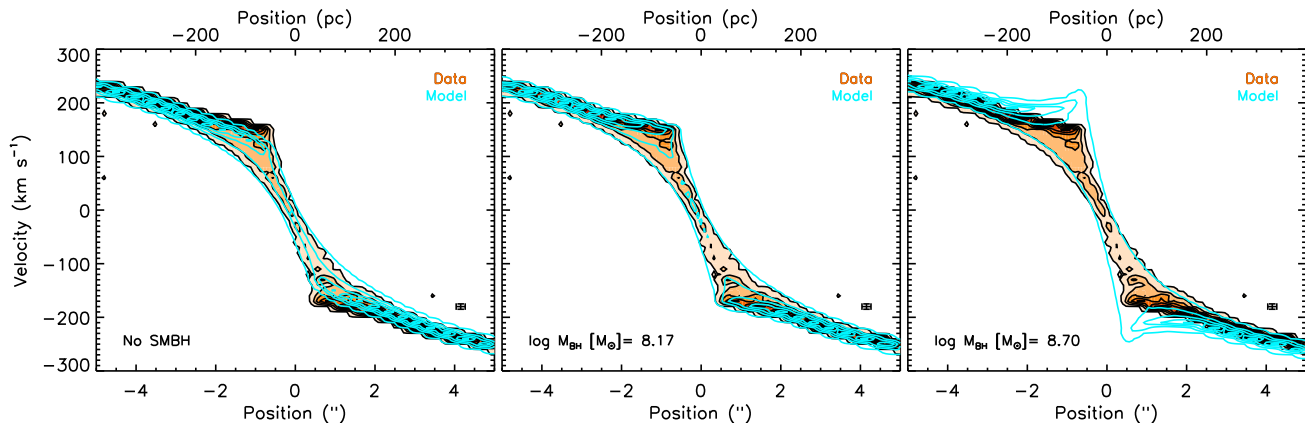 Position (pc) Position (pc) Position (pc)
-200 0 200 -200 0 200 -200 0 200
300
200
100
0
-100
-200
-300
Velocity (km s⁻¹)
Data Data Data
Model Model Model
No SMBH log M_BH [M_⊙]= 8.17 log M_BH [M_⊙]= 8.70
-4 -2 0 2 4 -4 -2 0 2 4 -4 -2 0 2 4
Position (") Position (") Position (")